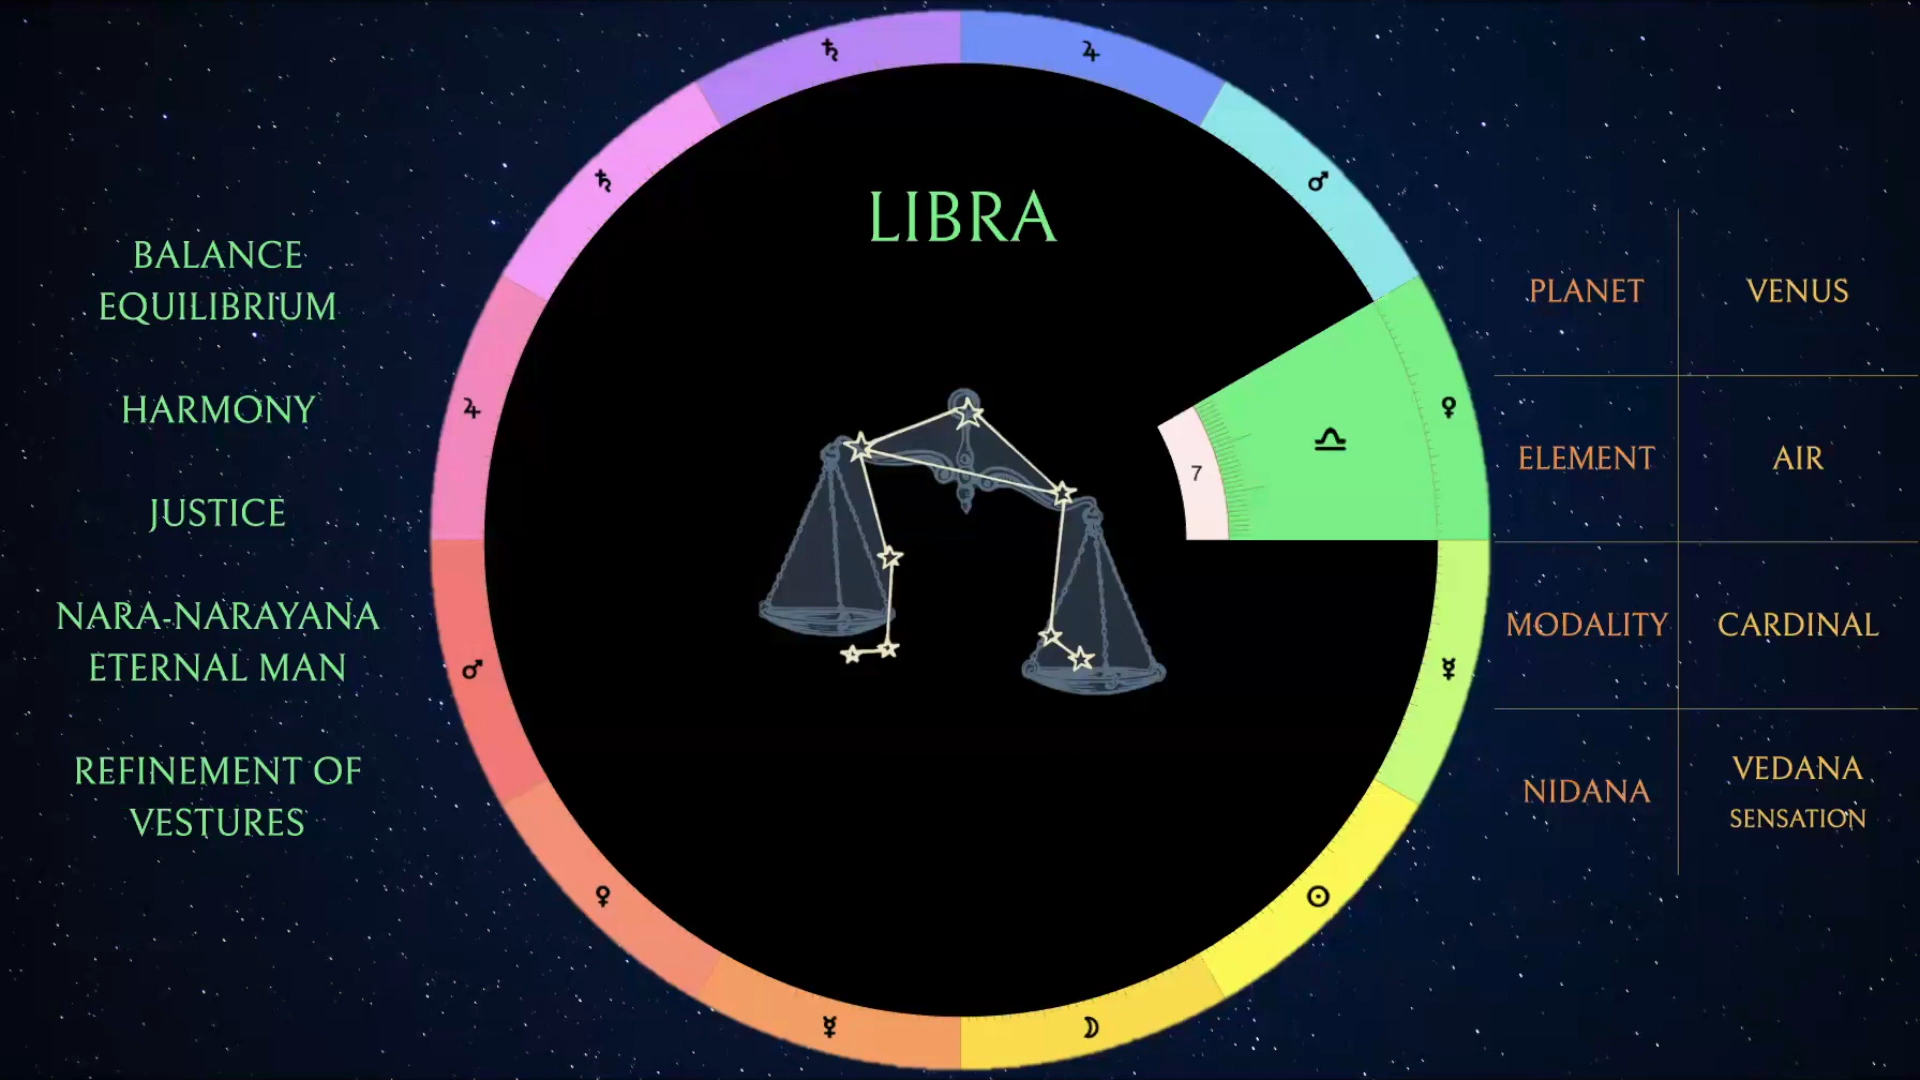 LIBRA
BALANCE
EQUILIBRIUM
HARMONY
JUSTICE
NARA-NARAYANA
ETERNAL MAN
REFINEMENT OF
VESTURES
7
♎
♄
♃
♄
♂
♃
♀
♂
☿
♀
☉
☿
☽
PLANET VENUS
ELEMENT AIR
MODALITY CARDINAL
NIDANA VEDANA
SENSATION